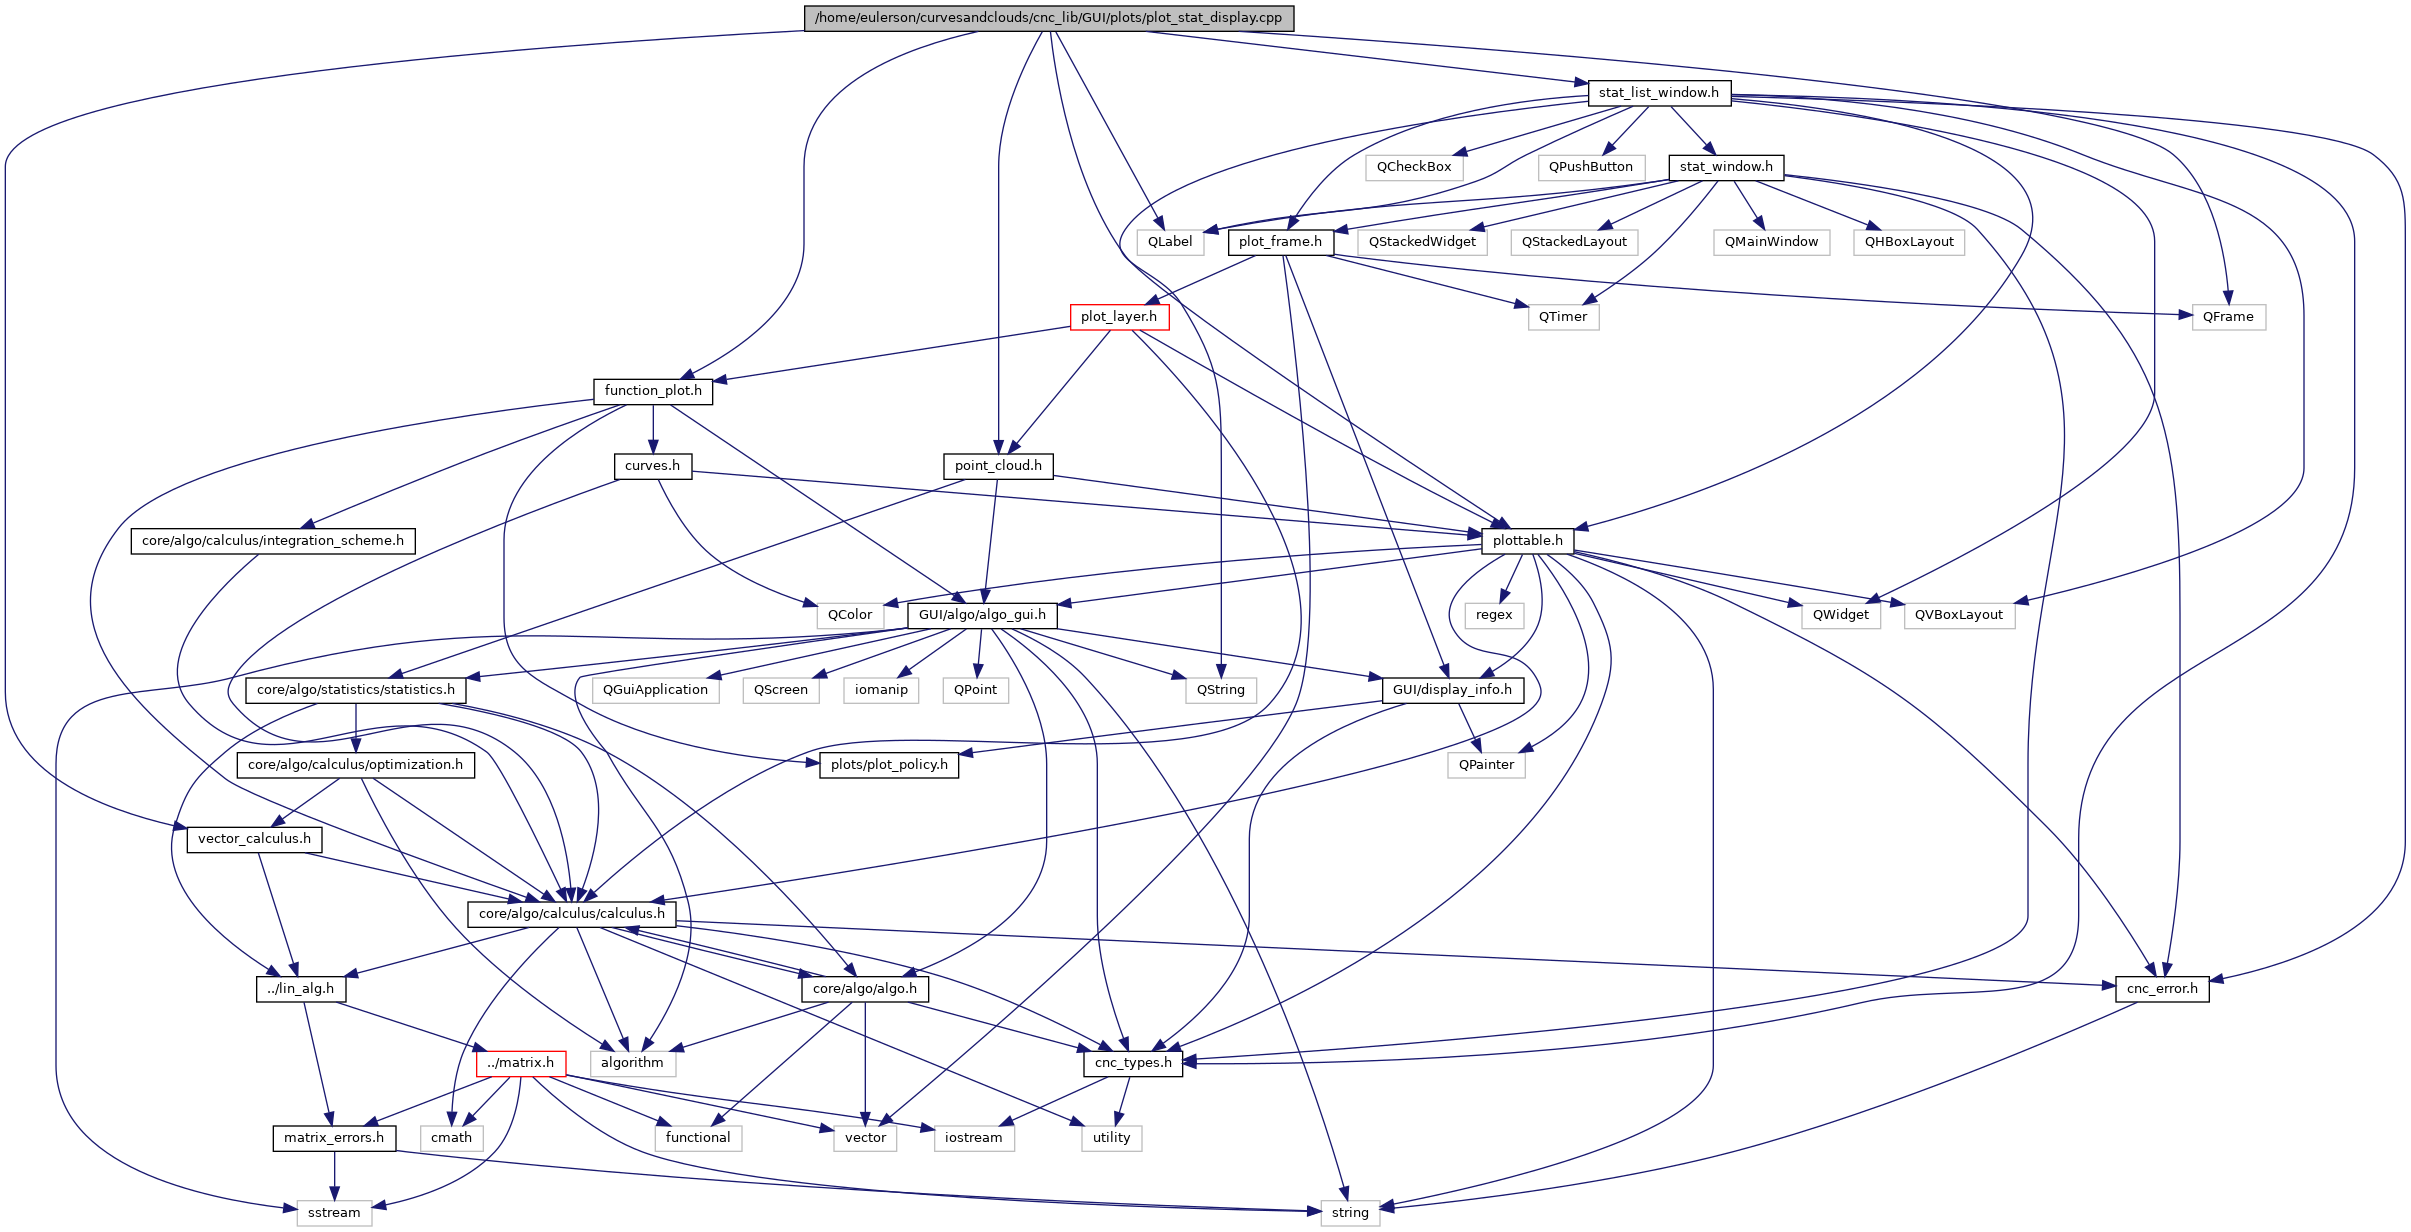 /home/eulerson/curvesandclouds/cnc_lib/GUI/plots/plot_stat_display.cpp
stat_list_window.h
QCheckBox
QPushButton
stat_window.h
QLabel
plot_frame.h
QStackedWidget
QStackedLayout
QMainWindow
QHBoxLayout
plot_layer.h
QTimer
QFrame
function_plot.h
curves.h
point_cloud.h
core/algo/calculus/integration_scheme.h
plottable.h
QColor
GUI/algo/algo_gui.h
regex
QWidget
QVBoxLayout
core/algo/statistics/statistics.h
QGuiApplication
QScreen
iomanip
QPoint
QString
GUI/display_info.h
core/algo/calculus/optimization.h
plots/plot_policy.h
QPainter
vector_calculus.h
core/algo/calculus/calculus.h
../lin_alg.h
core/algo/algo.h
cnc_error.h
../matrix.h
algorithm
cnc_types.h
matrix_errors.h
cmath
functional
vector
iostream
utility
sstream
string